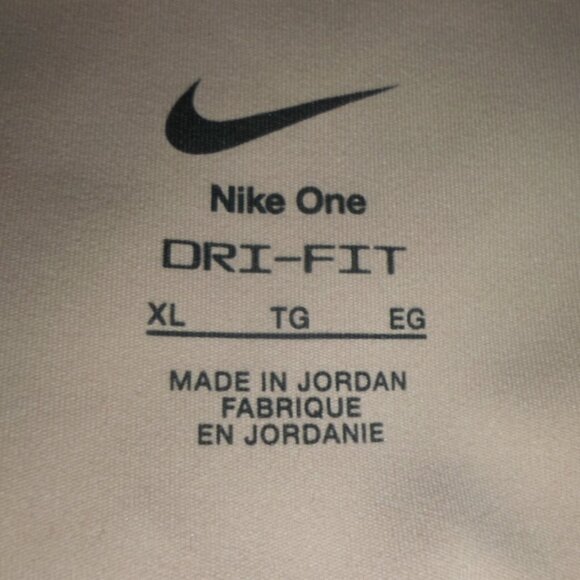 Nike One
DRI-FIT
XL TG EG
MADE IN JORDAN
FABRIQUE
EN JORDANIE